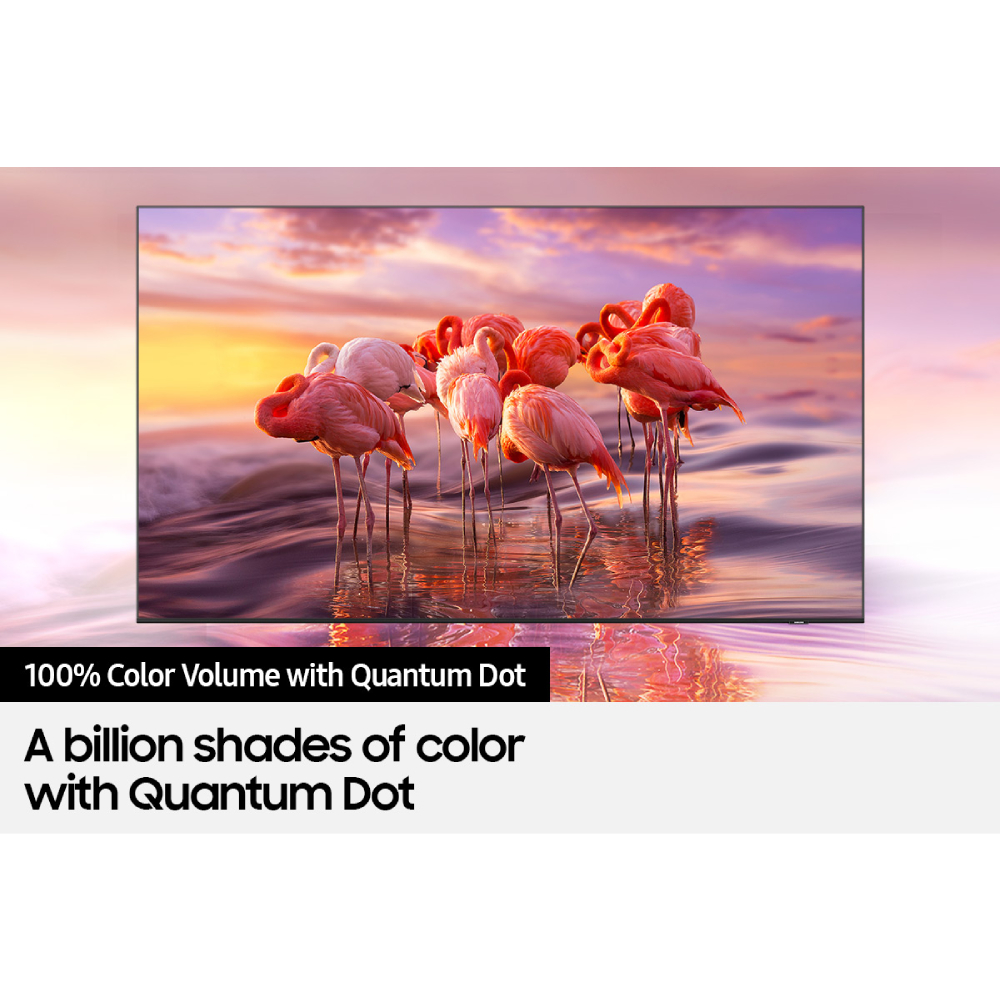 100% Color Volume with Quantum Dot
A billion shades of color
with Quantum Dot